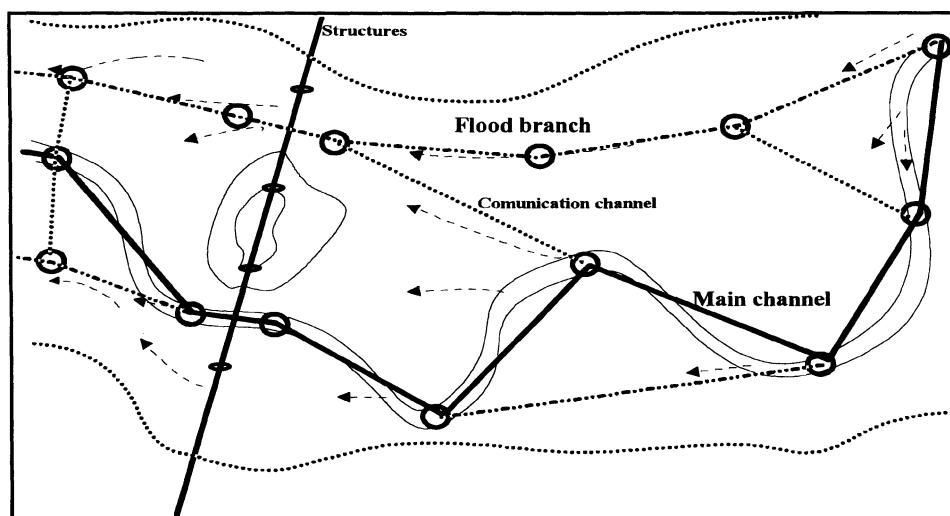 Structures
Flood branch
Comunication channel
Main channel